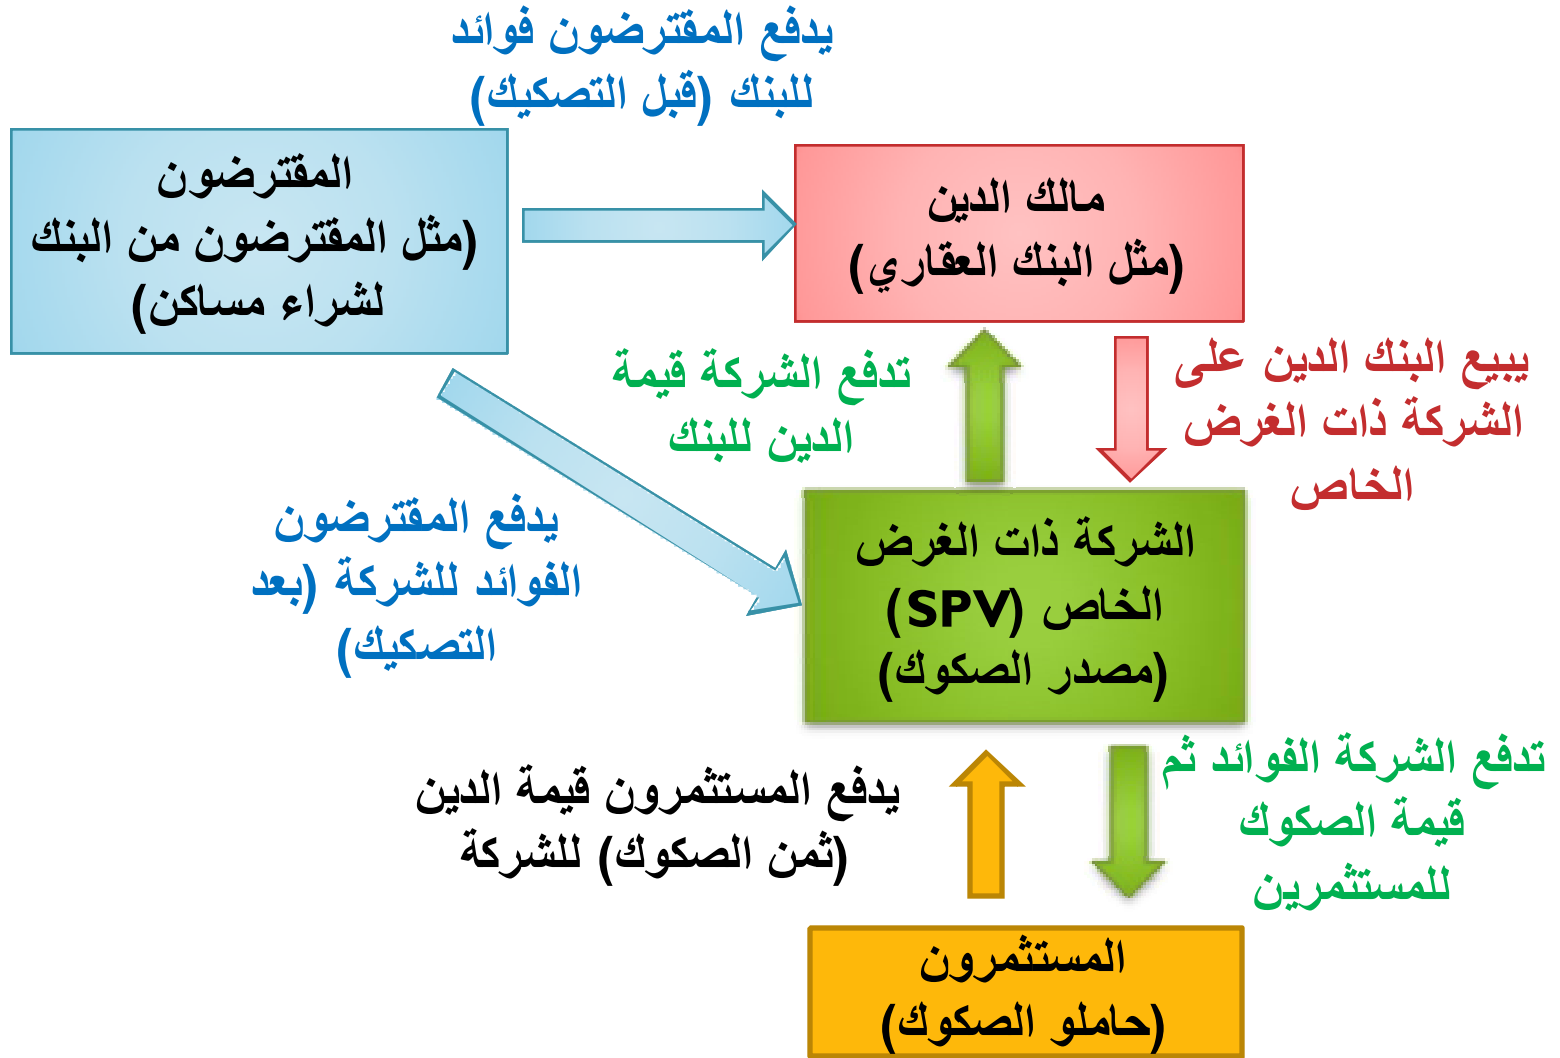 يدفع المقترضون فوائد
للبنك (قبل التصكيك)
المقترضون
(مثل المقترضون من البنك
لشراء مساكن)
مالك الدين
(مثل البنك العقاري)
يبيع البنك الدين على
الشركة ذات الغرض
الخاص
تدفع الشركة قيمة
الدين للبنك
يدفع المقترضون
الفوائد للشركة (بعد
التصكيك)
الشركة ذات الغرض
الخاص (SPV)
(مصدر الصكوك)
تدفع الشركة الفوائد ثم
قيمة الصكوك
للمستثمرين
يدفع المستثمرون قيمة الدين
(ثمن الصكوك) للشركة
المستثمرون
(حاملو الصكوك)